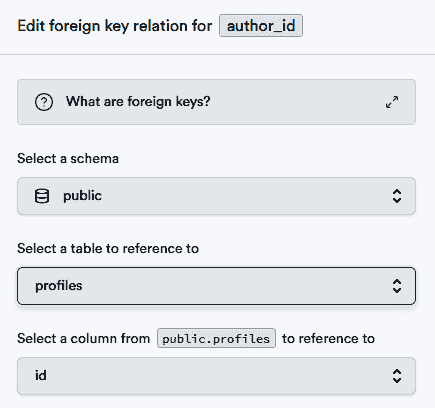 Edit foreign key relation for author_id
What are foreign keys?
Select a schema
public
Select a table to reference to
profiles
Select a column from public.profiles to reference to
id